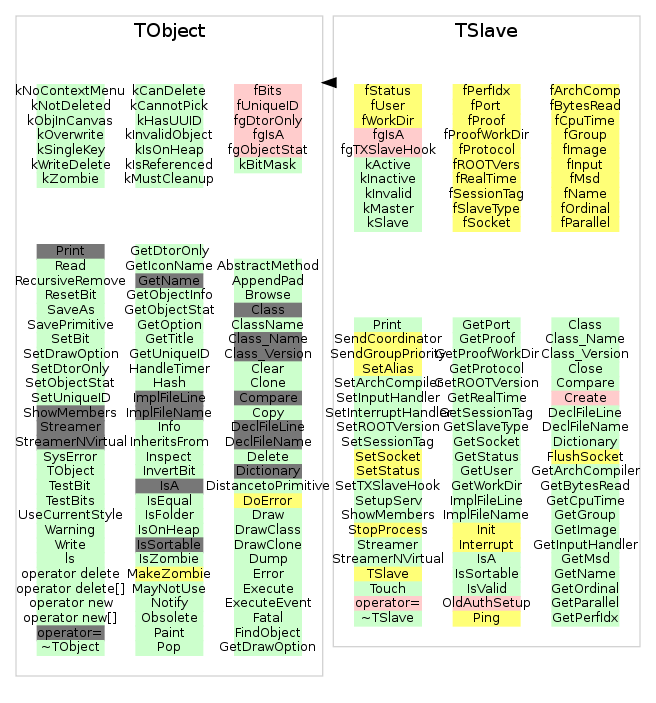 TObject
kNoContextMenu
kNotDeleted
kObjInCanvas
kOverwrite
kSingleKey
kWriteDelete
kZombie
kCanDelete
kCannotPick
kHasUUID
kInvalidObject
kIsOnHeap
kIsReferenced
kMustCleanup
fBits
fUniqueID
fgDtorOnly
fgIsA
fgObjectStat
kBitMask
Print
Read
RecursiveRemove
ResetBit
SaveAs
SavePrimitive
SetBit
SetDrawOption
SetDtorOnly
SetObjectStat
SetUniqueID
ShowMembers
Streamer
StreamerNVirtual
SysError
TObject
TestBit
TestBits
UseCurrentStyle
Warning
Write
ls
operator delete
operator delete[]
operator new
operator new[]
operator=
~TObject
GetDtorOnly
GetIconName
GetName
GetObjectInfo
GetObjectStat
GetOption
GetTitle
GetUniqueID
HandleTimer
Hash
ImplFileLine
ImplFileName
Info
InheritsFrom
Inspect
InvertBit
IsA
IsEqual
IsFolder
IsOnHeap
IsSortable
IsZombie
MakeZombie
MayNotUse
Notify
Obsolete
Paint
Pop
AbstractMethod
AppendPad
Browse
Class
ClassName
Class_Name
Class_Version
Clear
Clone
Compare
Copy
DeclFileLine
DeclFileName
Delete
Dictionary
DistancetoPrimitive
DoError
Draw
DrawClass
DrawClone
Dump
Error
Execute
ExecuteEvent
Fatal
FindObject
GetDrawOption
TSlave
fStatus
fUser
fWorkDir
fgIsA
fgTXSlaveHook
kActive
kInactive
kInvalid
kMaster
kSlave
fPerfIdx
fPort
fProof
fProofWorkDir
fProtocol
fROOTVers
fRealTime
fSessionTag
fSlaveType
fSocket
fArchComp
fBytesRead
fCpuTime
fGroup
fImage
fInput
fMsd
fName
fOrdinal
fParallel
Print
SendCoordinator
SendGroupPriority
SetAlias
SetArchCompiler
SetInputHandler
SetInterruptHandler
SetROOTVersion
SetSessionTag
SetSocket
SetStatus
SetTXSlaveHook
SetupServ
ShowMembers
StopProcess
Streamer
StreamerNVirtual
TSlave
Touch
operator=
~TSlave
GetPort
GetProof
GetProofWorkDir
GetProtocol
GetROOTVersion
GetRealTime
GetSessionTag
GetSlaveType
GetSocket
GetStatus
GetUser
GetWorkDir
ImplFileLine
ImplFileName
Init
Interrupt
IsA
IsSortable
IsValid
OldAuthSetup
Ping
Class
Class_Name
Class_Version
Close
Compare
Create
DeclFileLine
DeclFileName
Dictionary
FlushSocket
GetArchCompiler
GetBytesRead
GetCpuTime
GetGroup
GetImage
GetInputHandler
GetMsd
GetName
GetOrdinal
GetParallel
GetPerfIdx